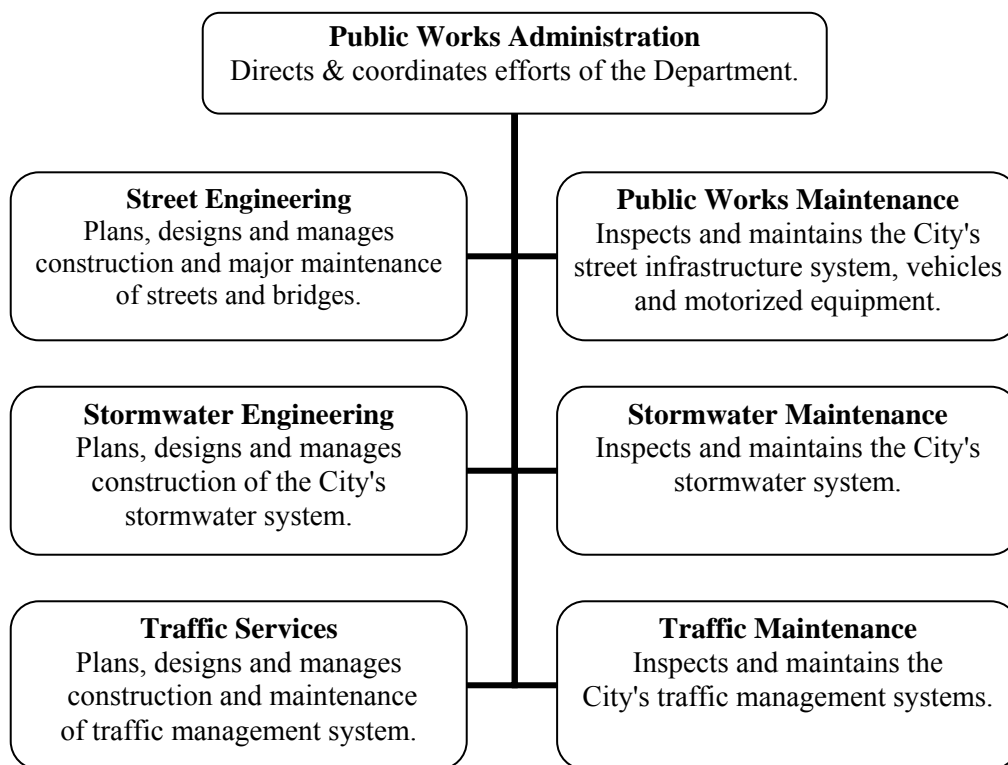 Public Works Administration
Directs & coordinates efforts of the Department.
Street Engineering
Plans, designs and manages
construction and major maintenance
of streets and bridges.
Public Works Maintenance
Inspects and maintains the City's
street infrastructure system, vehicles
and motorized equipment.
Stormwater Engineering
Plans, designs and manages
construction of the City's
stormwater system.
Stormwater Maintenance
Inspects and maintains the City's
stormwater system.
Traffic Services
Plans, designs and manages
construction and maintenance
of traffic management system.
Traffic Maintenance
Inspects and maintains the
City's traffic management systems.